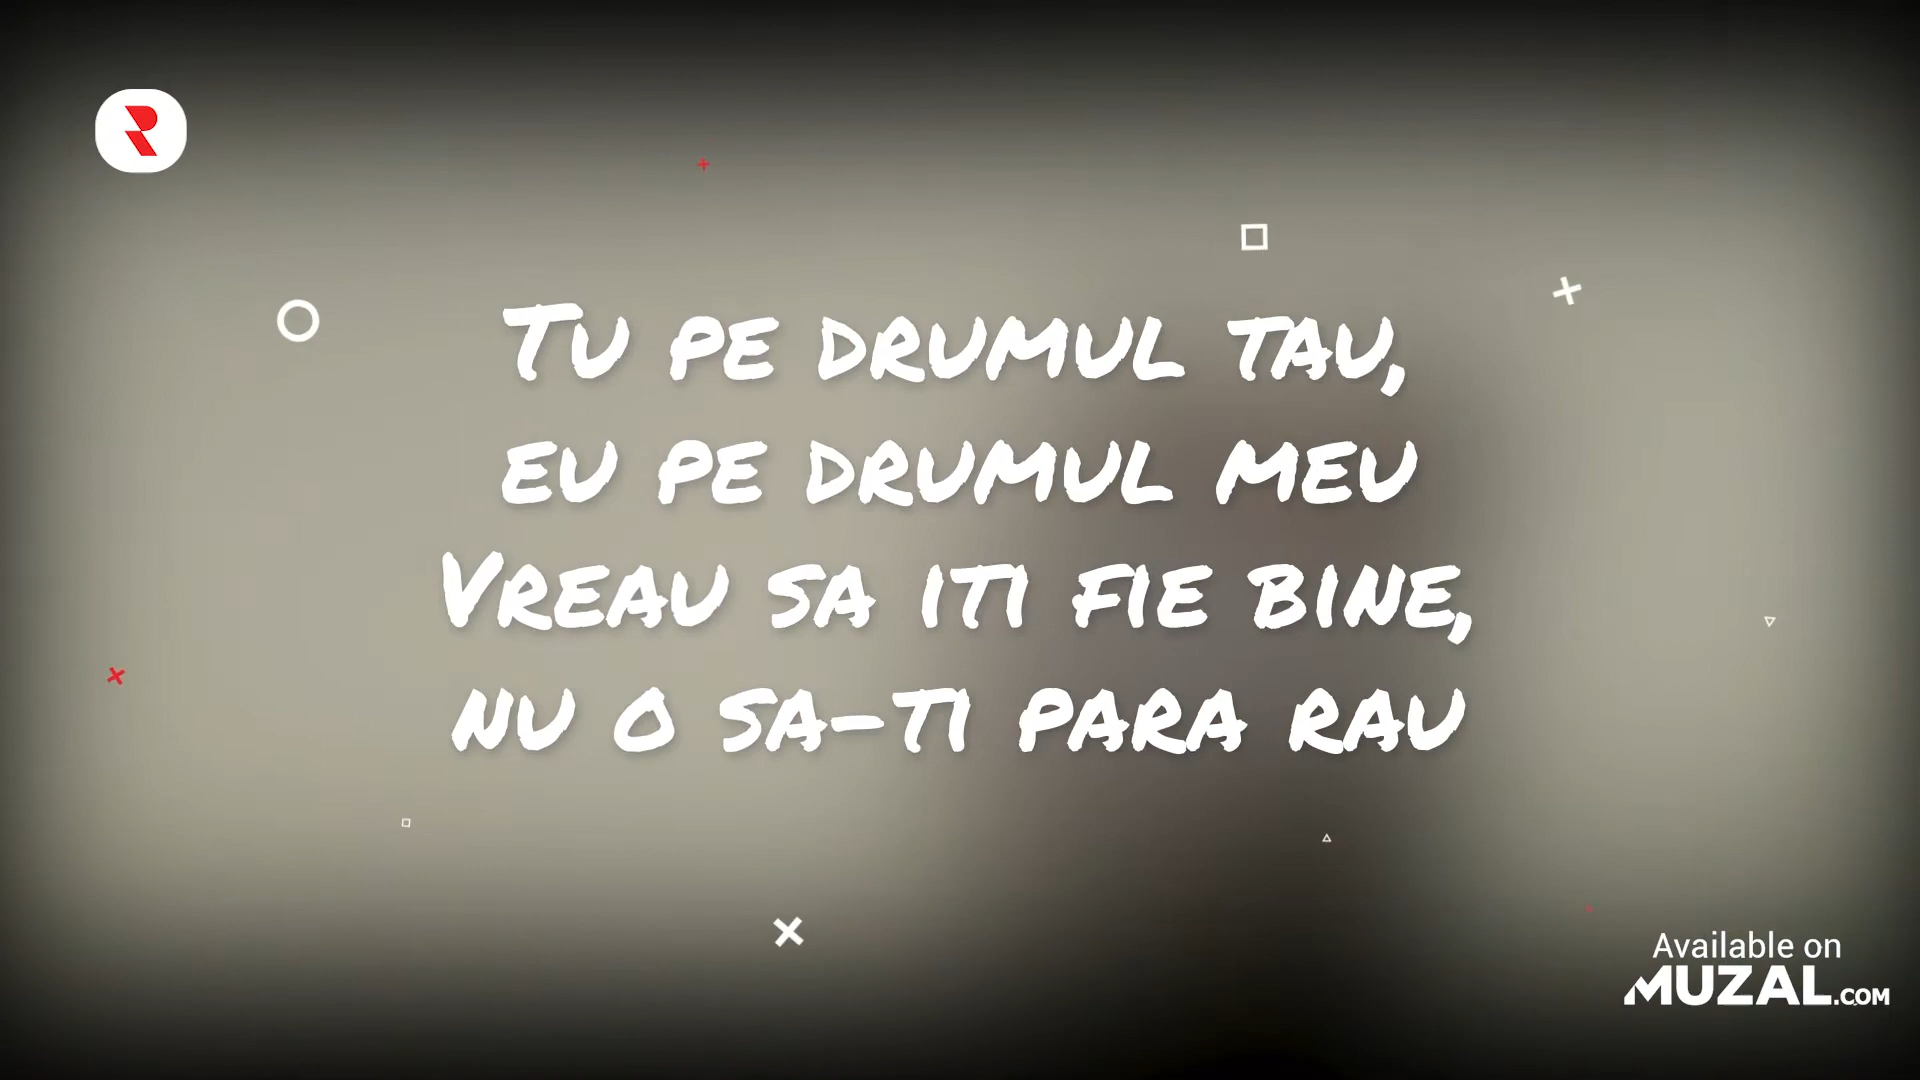 R
Tu pe drumul tau,
eu pe drumul meu
Vreau sa iti fie bine,
nu o sa-ti para rau
Available on
MUZAL.COM